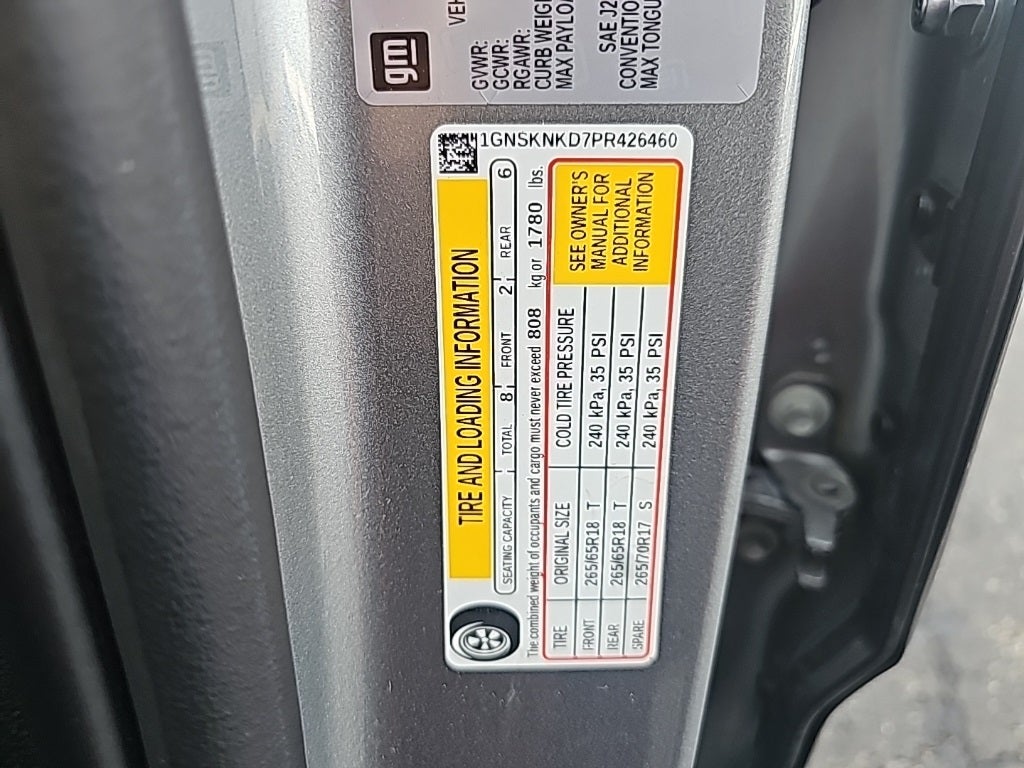 gm
VEH
GVWR:
GCWR:
RGAWR:
CURB WEIG
MAX PAYLOA
SAE J2
CONVENTIO
MAX TONGU
1GNSKNKD7PR426460
TIRE AND LOADING INFORMATION
SEATING CAPACITY TOTAL 8 FRONT 2 REAR 6
The combined weight of occupants and cargo must never exceed 808 kg or 1780 lbs.
TIRE ORIGINAL SIZE COLD TIRE PRESSURE
FRONT 265/65R18 T 240 kPa, 35 PSI
REAR 265/65R18 T 240 kPa, 35 PSI
SPARE 265/70R17 S 240 kPa, 35 PSI
SEE OWNER'S
MANUAL FOR
ADDITIONAL
INFORMATION